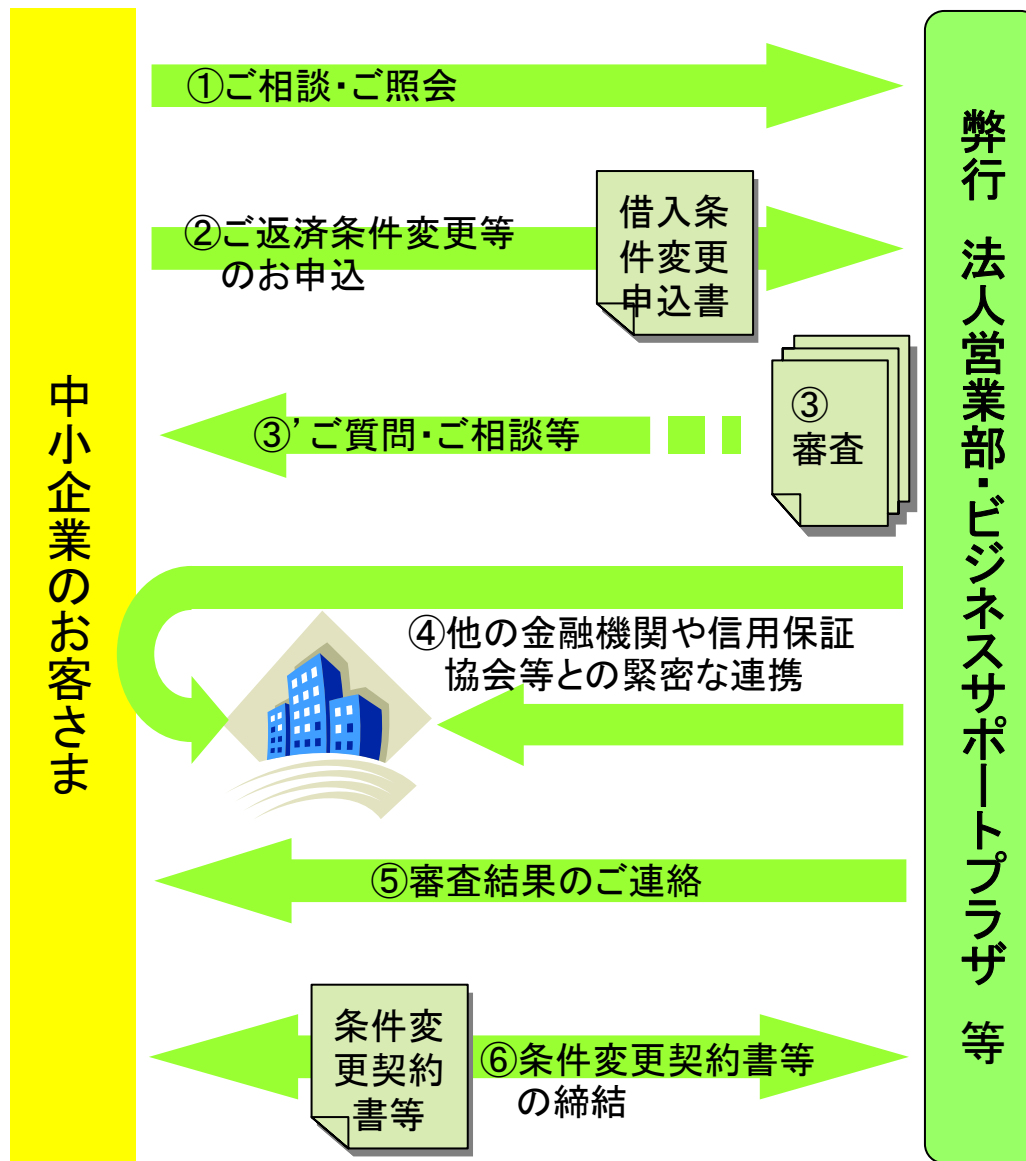 中小企業のお客さま
①ご相談・ご照会
②ご返済条件変更等
のお申込
借入条
件変更
申込書
③
審査
③’ご質問・ご相談等
④他の金融機関や信用保証
協会等との緊密な連携
⑤審査結果のご連絡
条件変
更契約
書等
⑥条件変更契約書等
の締結
弊行 法人営業部・ビジネスサポートプラザ 等